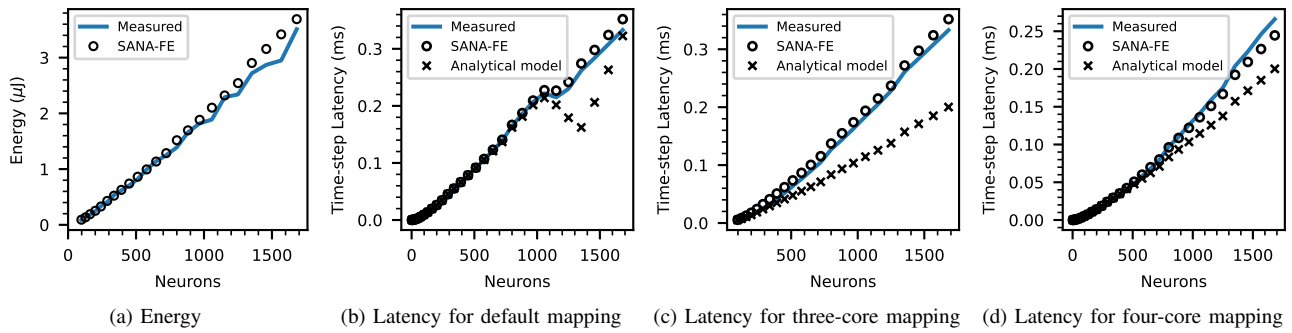 Energy (μJ)
3
2
1
0
0
500
1000
1500
Neurons
Measured
SANA-FE
(a) Energy
Time-step Latency (ms)
0.3
0.2
0.1
0.0
0
500
1000
1500
Neurons
Measured
SANA-FE
Analytical model
(b) Latency for default mapping
Time-step Latency (ms)
0.3
0.2
0.1
0.0
500
1000
1500
Neurons
Measured
SANA-FE
Analytical model
(c) Latency for three-core mapping
Time-step Latency (ms)
0.25
0.20
0.15
0.10
0.05
0.00
0
500
1000
1500
Neurons
Measured
SANA-FE
Analytical model
(d) Latency for four-core mapping